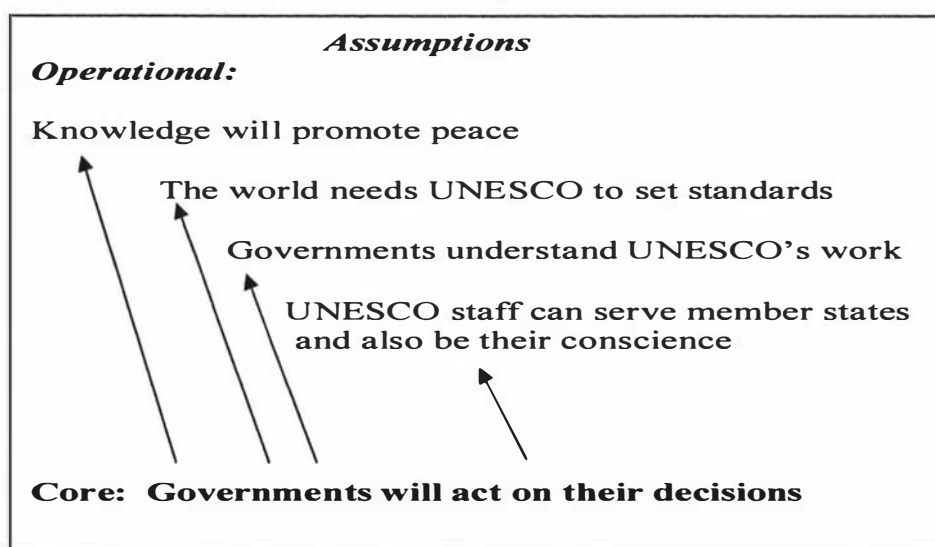 Assumptions
Operational:
Knowledge will promote peace
The world needs UNESCO to set standards
Governments understand UNESCO's work
UNESCO staff can serve member states
and also be their conscience
Core: Governments will act on their decisions